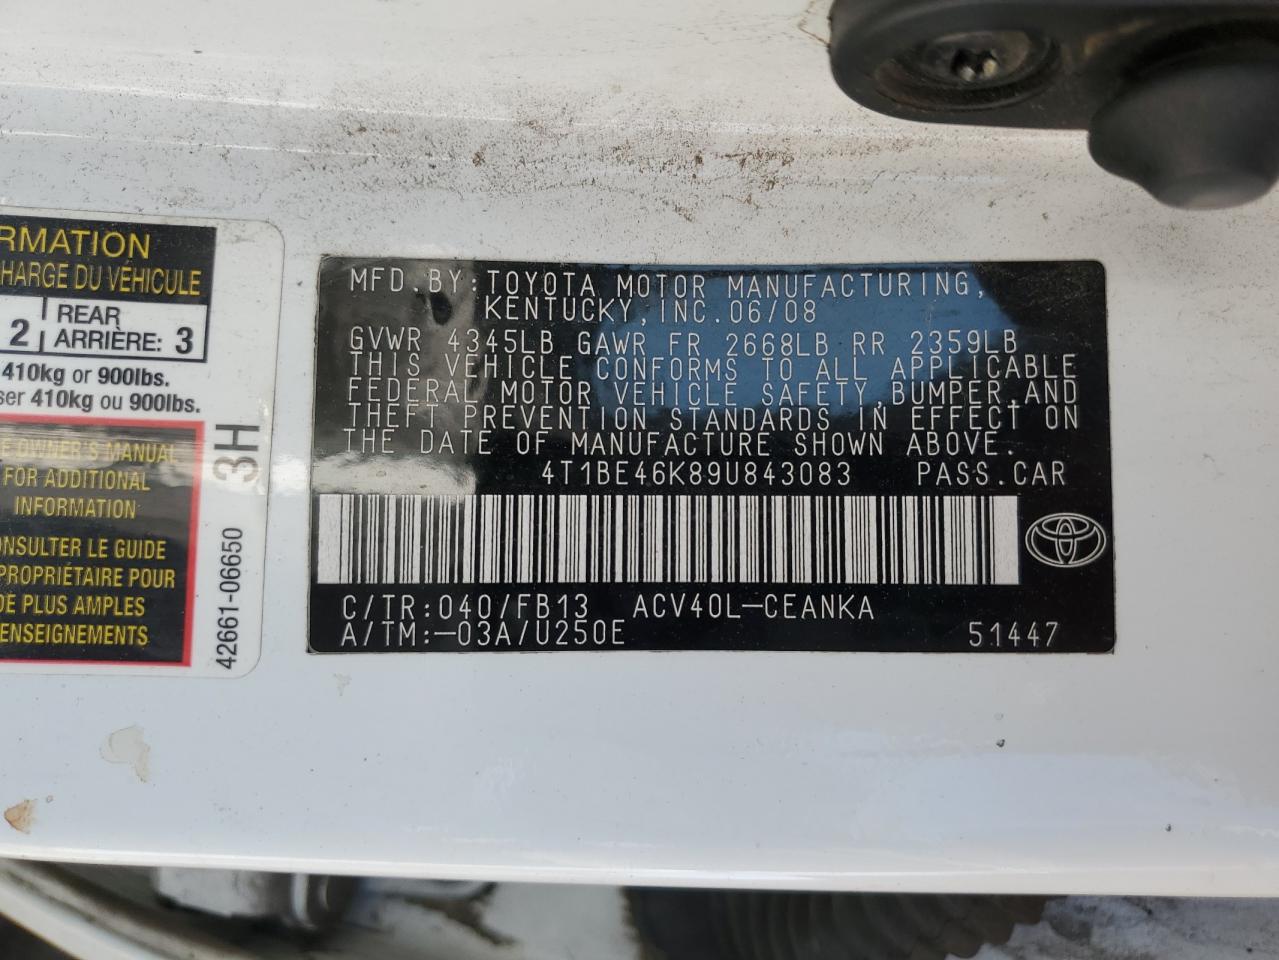 RMATION
CHARGE DU VÉHICULE
2 REAR
ARRIÈRE: 3
410kg or 900lbs.
ser 410kg ou 900lbs.
OWNER'S MANUAL
FOR ADDITIONAL
INFORMATION
NSULTER LE GUIDE
PROPRIÉTAIRE POUR
DE PLUS AMPLES
ENSEIGNEMENTS
3H
42661-06650
MFD.BY:TOYOTA MOTOR MANUFACTURING,
KENTUCKY,INC.06/08
GVWR 4345LB GAWR FR 2668LB RR 2359LB
THIS VEHICLE CONFORMS TO ALL APPLICABLE
FEDERAL MOTOR VEHICLE SAFETY,BUMPER,AND
THEFT PREVENTION STANDARDS IN EFFECT ON
THE DATE OF MANUFACTURE SHOWN ABOVE.
4T1BE46K89U843083 PASS.CAR
C/TR:040/FB13 ACV40L-CEANKA
A/TM:-03A/U250E 51447